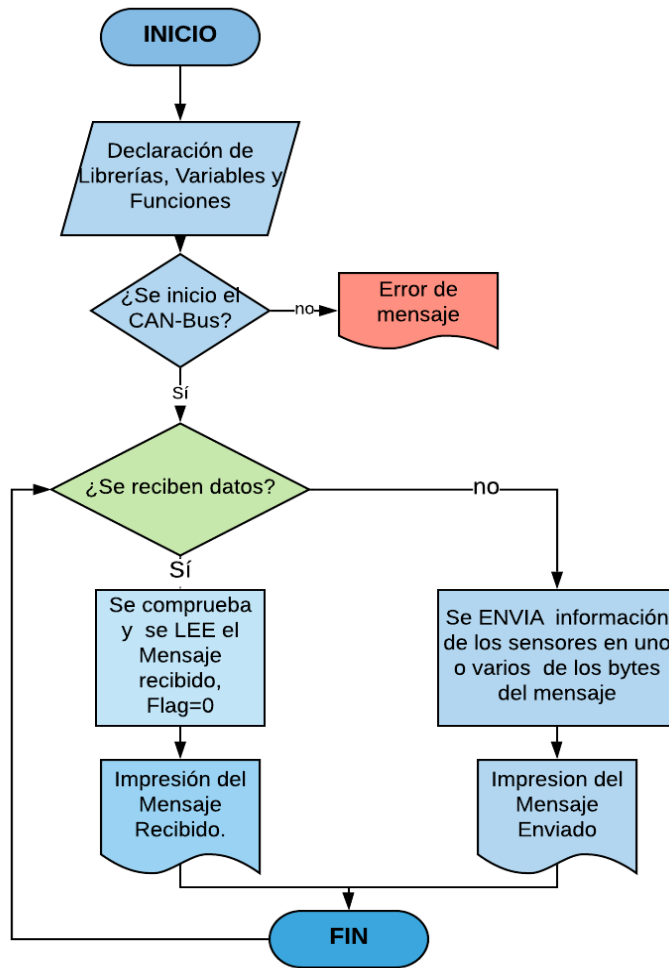 INICIO
Declaración de
Librerías, Variables y
Funciones
¿Se inicio el
CAN-Bus?
no
Error de
mensaje
Sí
¿Se reciben datos?
no
Sí
Se comprueba
y se LEE el
Mensaje
recibido,
Flag=0
Se ENVIA información
de los sensores en uno
o varios de los bytes
del mensaje
Impresión del
Mensaje
Recibido.
Impresion del
Mensaje
Enviado
FIN